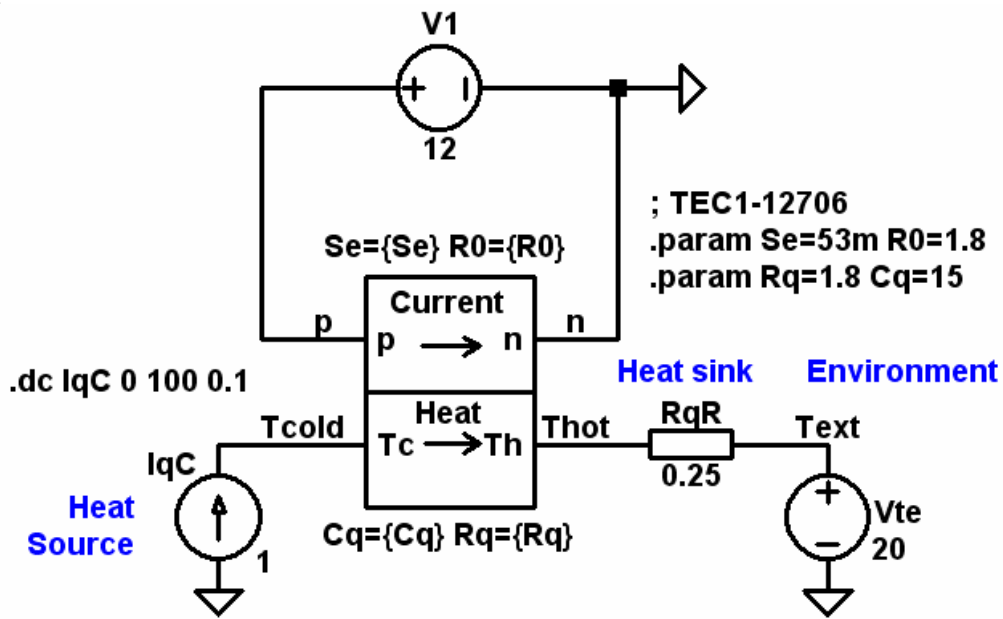 V1
+
12
; TEC1-12706
.param Se=53m R0=1.8
.param Rq=1.8 Cq=15
Se={Se} R0={R0}
Current
p
n
p
n
.dc IqC 0 100 0.1
Heat sink
Environment
Heat
Tcold
Tc
Th
Thot
RqR
0.25
Text
IqC
Heat
Source
1
Cq={Cq} Rq={Rq}
+
Vte
20
−